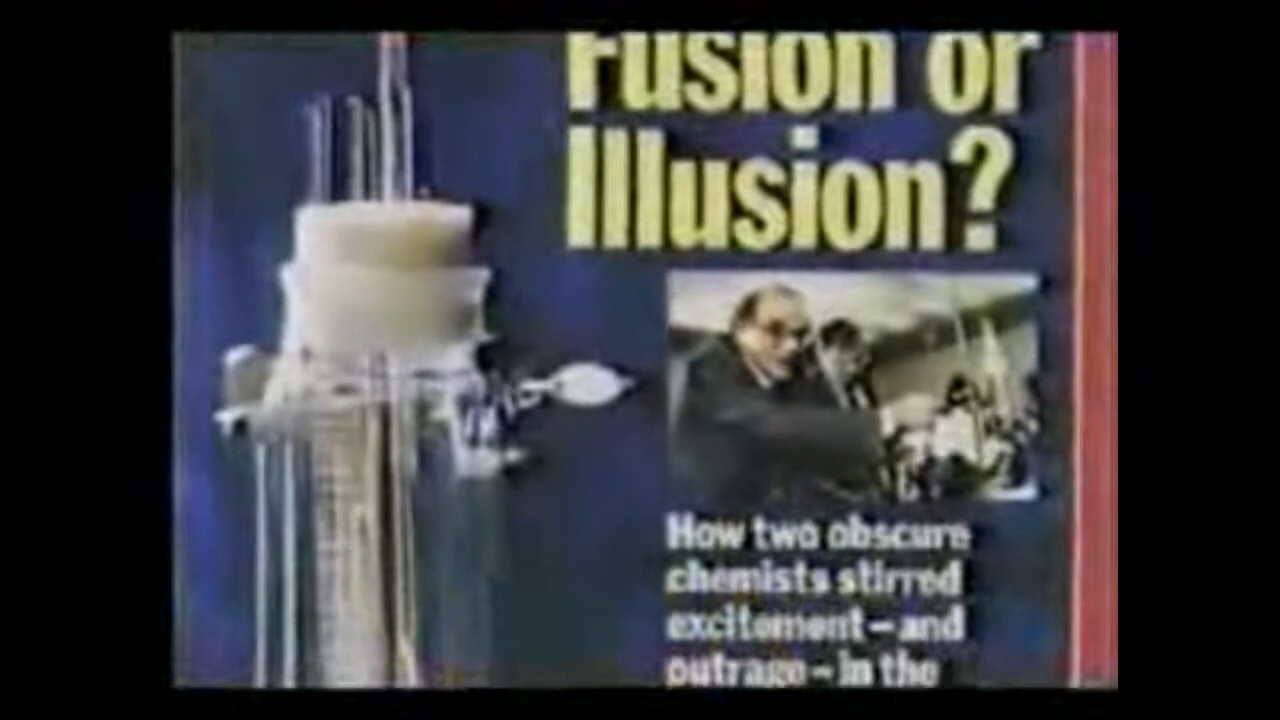 Fusion or
Illusion?
How two obscure
chemists stirred
excitement–and
outrage–in the